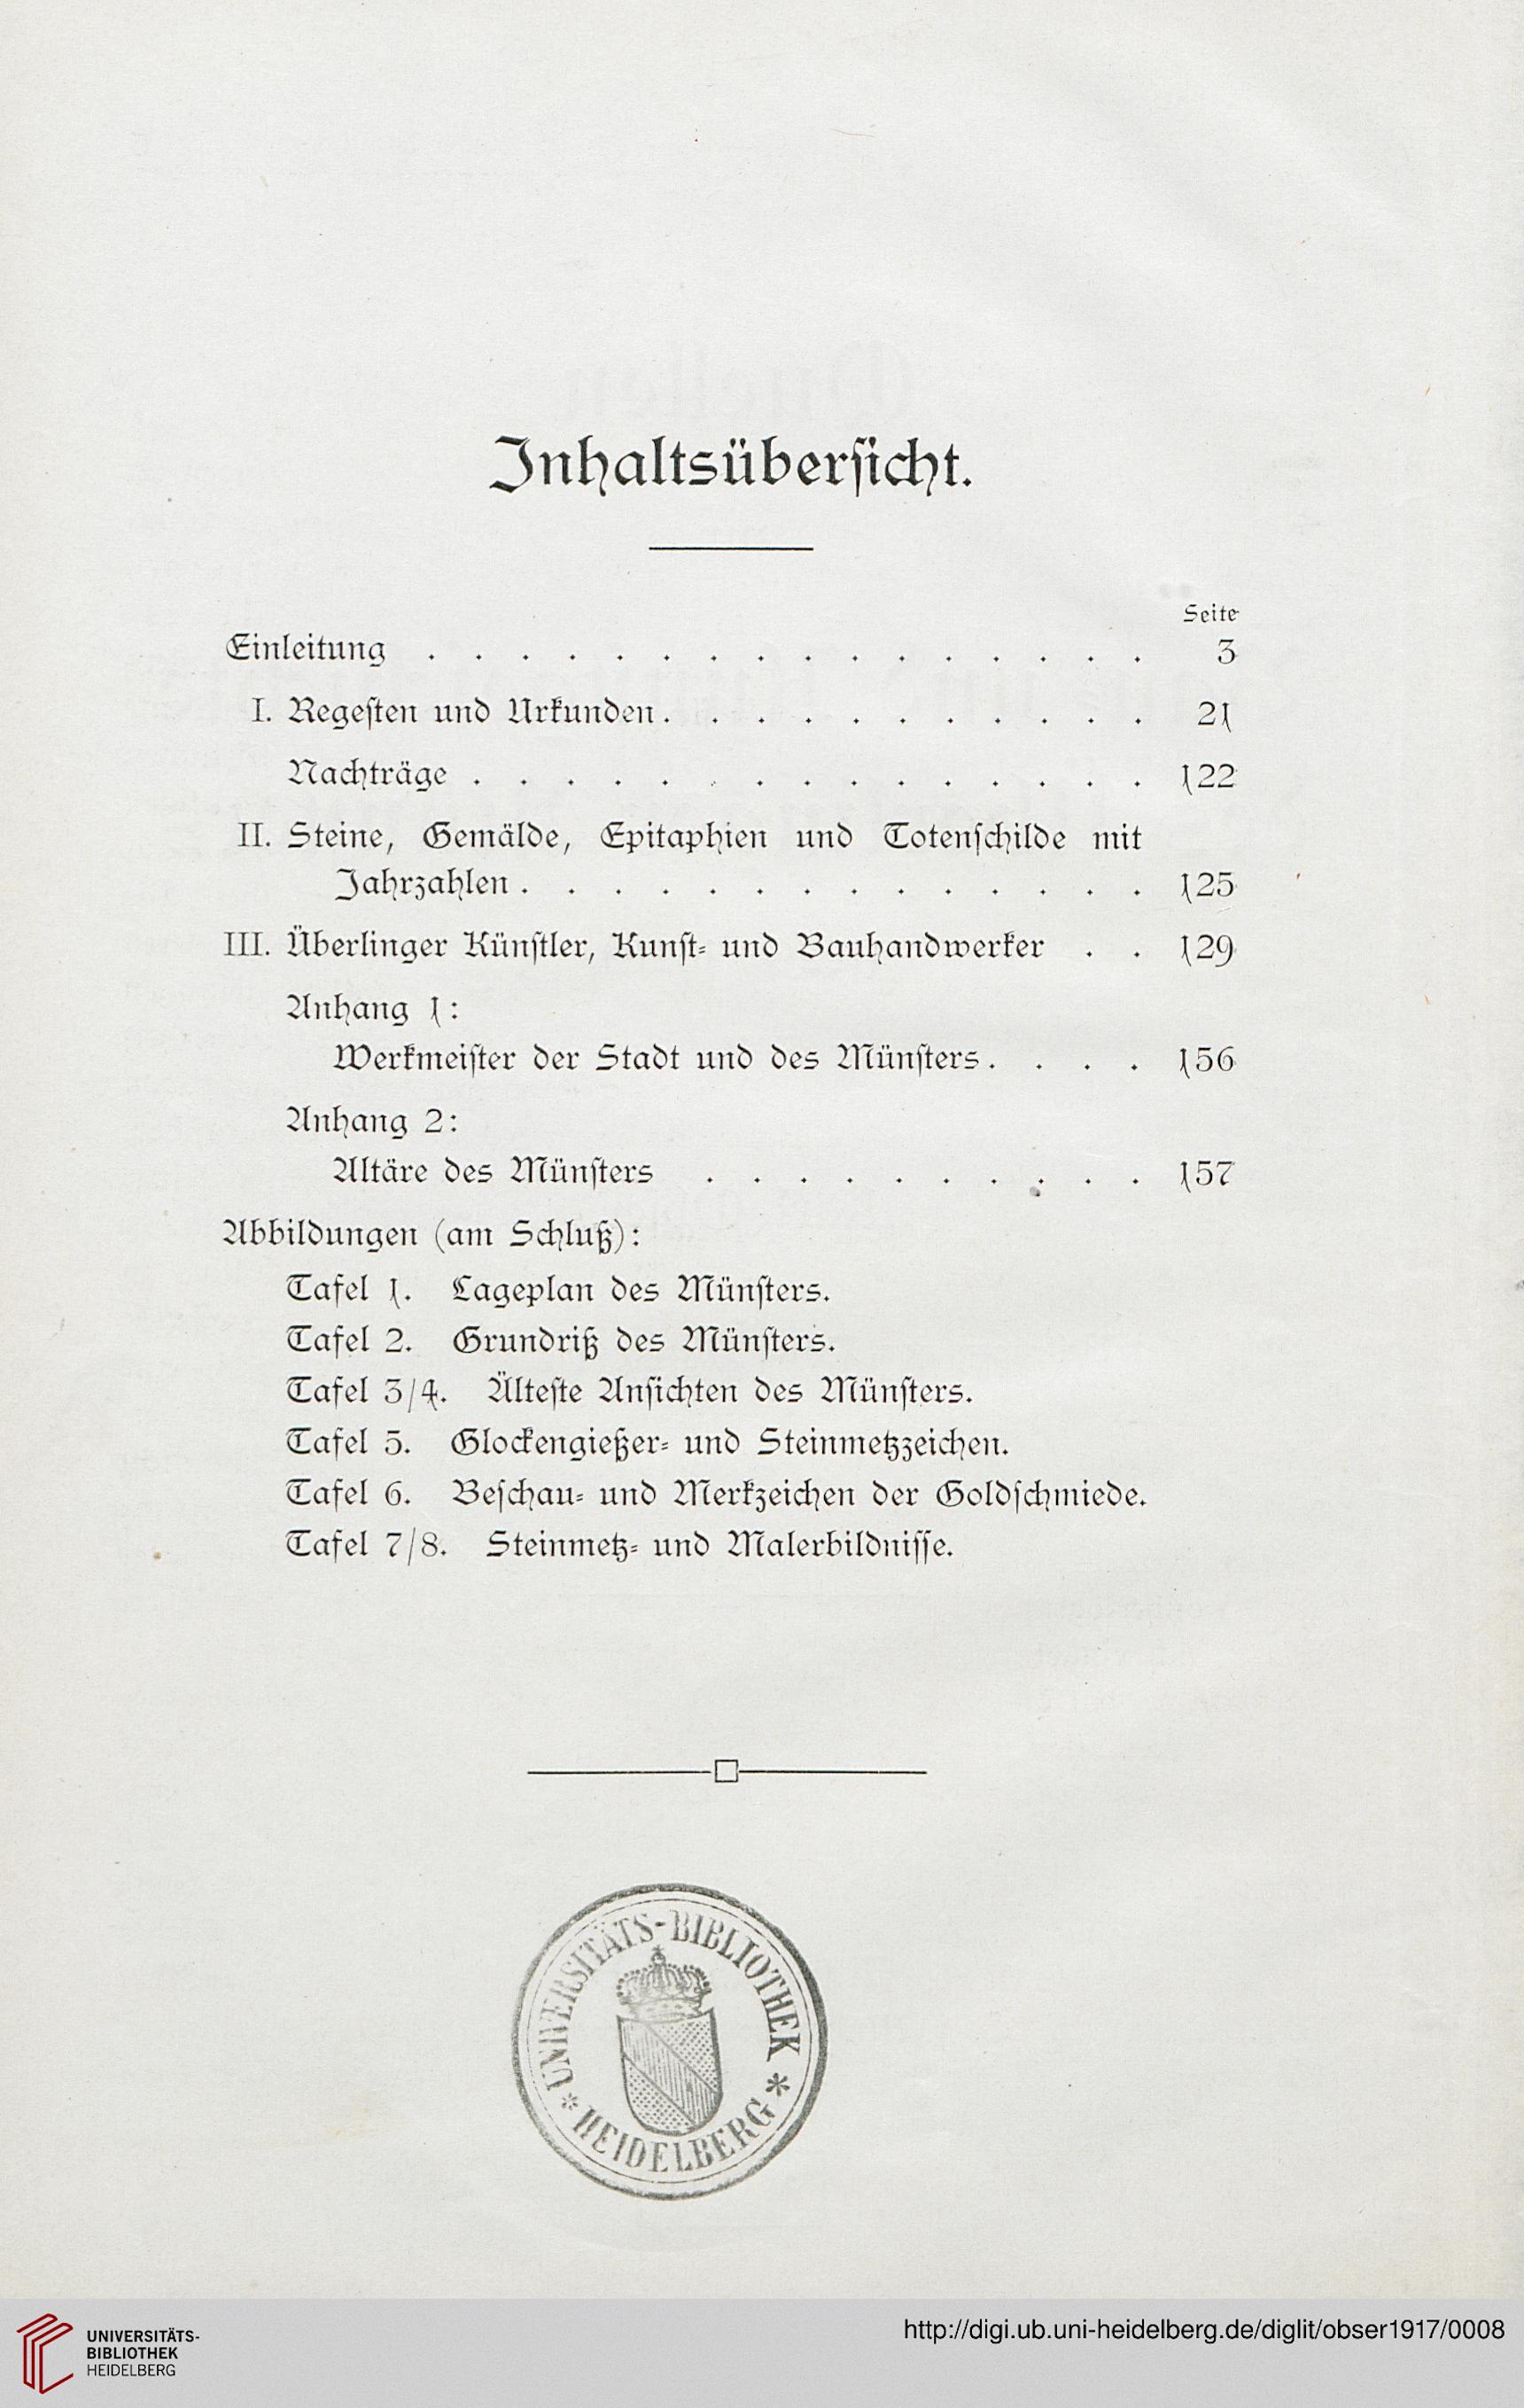 Inhaltsübersicht.
Seite
Einleitung . . . . . . . . . . . . . . . . 3
I. Regesten und Urkunden . . . . . . . . . . . 21
Nachträge . . . . . . . . . . . . . . . 122
II. Steine, Gemälde, Epitaphien und Totenschilde mit
Jahrzahlen . . . . . . . . . . . . . . 125
III. Überlinger Künstler, Kunst- und Bauhandwerker . . 129
Anhang 1:
Werkmeister der Stadt und des Münsters . . . . 156
Anhang 2:
Altäre des Münsters . . . . . . . . . . 157
Abbildungen (am Schluß):
Tafel 1. Lageplan des Münsters.
Tafel 2. Grundriß des Münsters.
Tafel 3/4. Älteste Ansichten des Münsters.
Tafel 5. Glockengießer- und Steinmetzzeichen.
Tafel 6. Beschau- und Merkzeichen der Goldschmiede.
Tafel 7/8. Steinmetz- und Malerbildnisse.
UNIVERSITÄTS-BIBLIOTHEK
* HEIDELBERG *
UNIVERSITÄTS-
BIBLIOTHEK
HEIDELBERG
http://digi.ub.uni-heidelberg.de/diglit/obser1917/0008